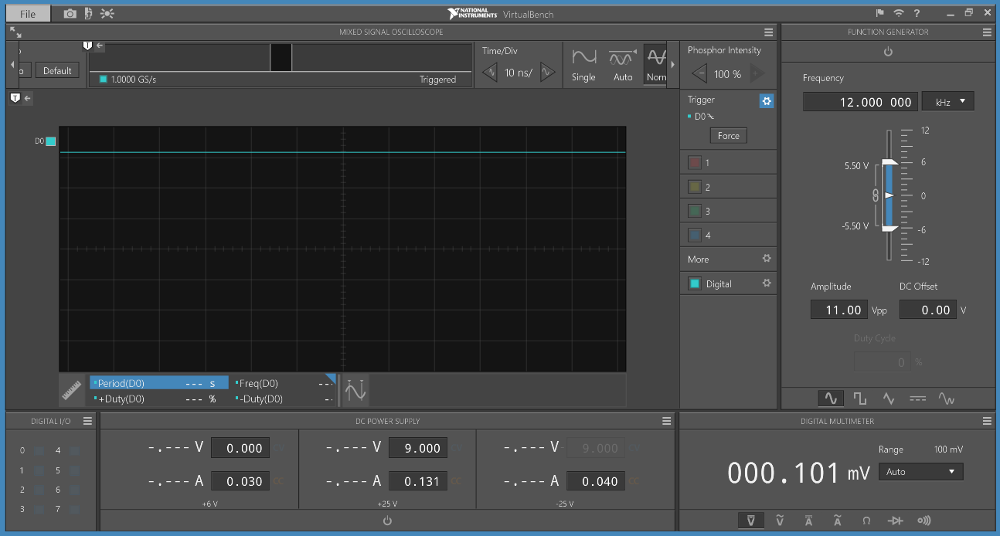 File
NATIONAL INSTRUMENTS VirtualBench
?
MIXED SIGNAL OSCILLOSCOPE
FUNCTION GENERATOR
T
Default
1.0000 GS/s
Triggered
Time/Div
10 ns/
Single
Auto
Norm
Phosphor Intensity
100 %
T
D0
Trigger
D0
Force
1
2
3
4
More
Digital
Frequency
12.000 000
kHz
12
6
0
-6
-12
5.50 V
-5.50 V
Amplitude
DC Offset
11.00 Vpp
0.00 V
Duty Cycle
0 %
Period(D0) --- s
Freq(D0) ---
+Duty(D0) --- %
-Duty(D0) --
DIGITAL I/O
0 4
1 5
2 6
3 7
DC POWER SUPPLY
-.--- V 0.000 CV
-.--- A 0.030 CC
+6 V
-.--- V 9.000 CV
-.--- A 0.131 CC
+25 V
-.--- V 9.000 CV
-.--- A 0.040 CC
-25 V
DIGITAL MULTIMETER
Range 100 mV
000.101 mV
Auto
V
V
A
A
Ω